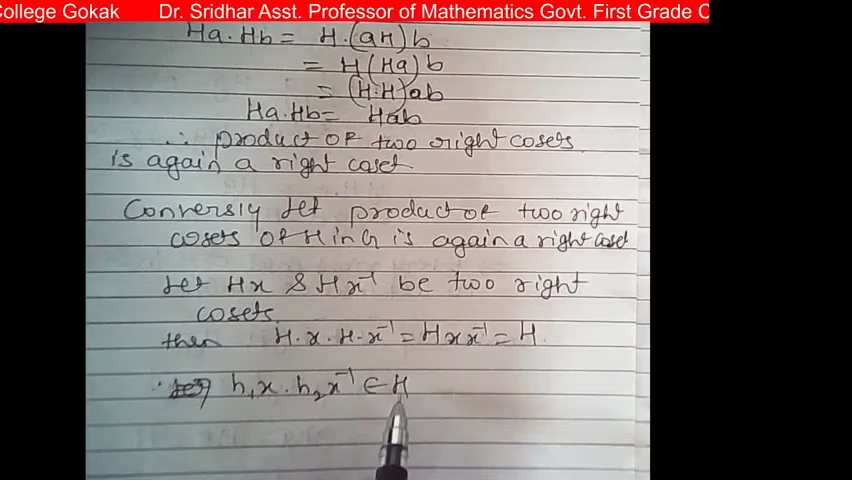 College Gokak Dr. Sridhar Asst. Professor of Mathematics Govt. First Grade C
Ha.Hb = H.(aH)b
= H(Ha)b
= (H.H)ab
Ha.Hb = Hab
∴ product of two right cosets
is again a right coset
Conversly let product of two right
cosets of H in G is again a right coset
let Hx & Hx⁻¹ be two right
cosets
then H.x.H.x⁻¹ = Hxx⁻¹ = H.
h₁x.h₂x⁻¹ ∈ H